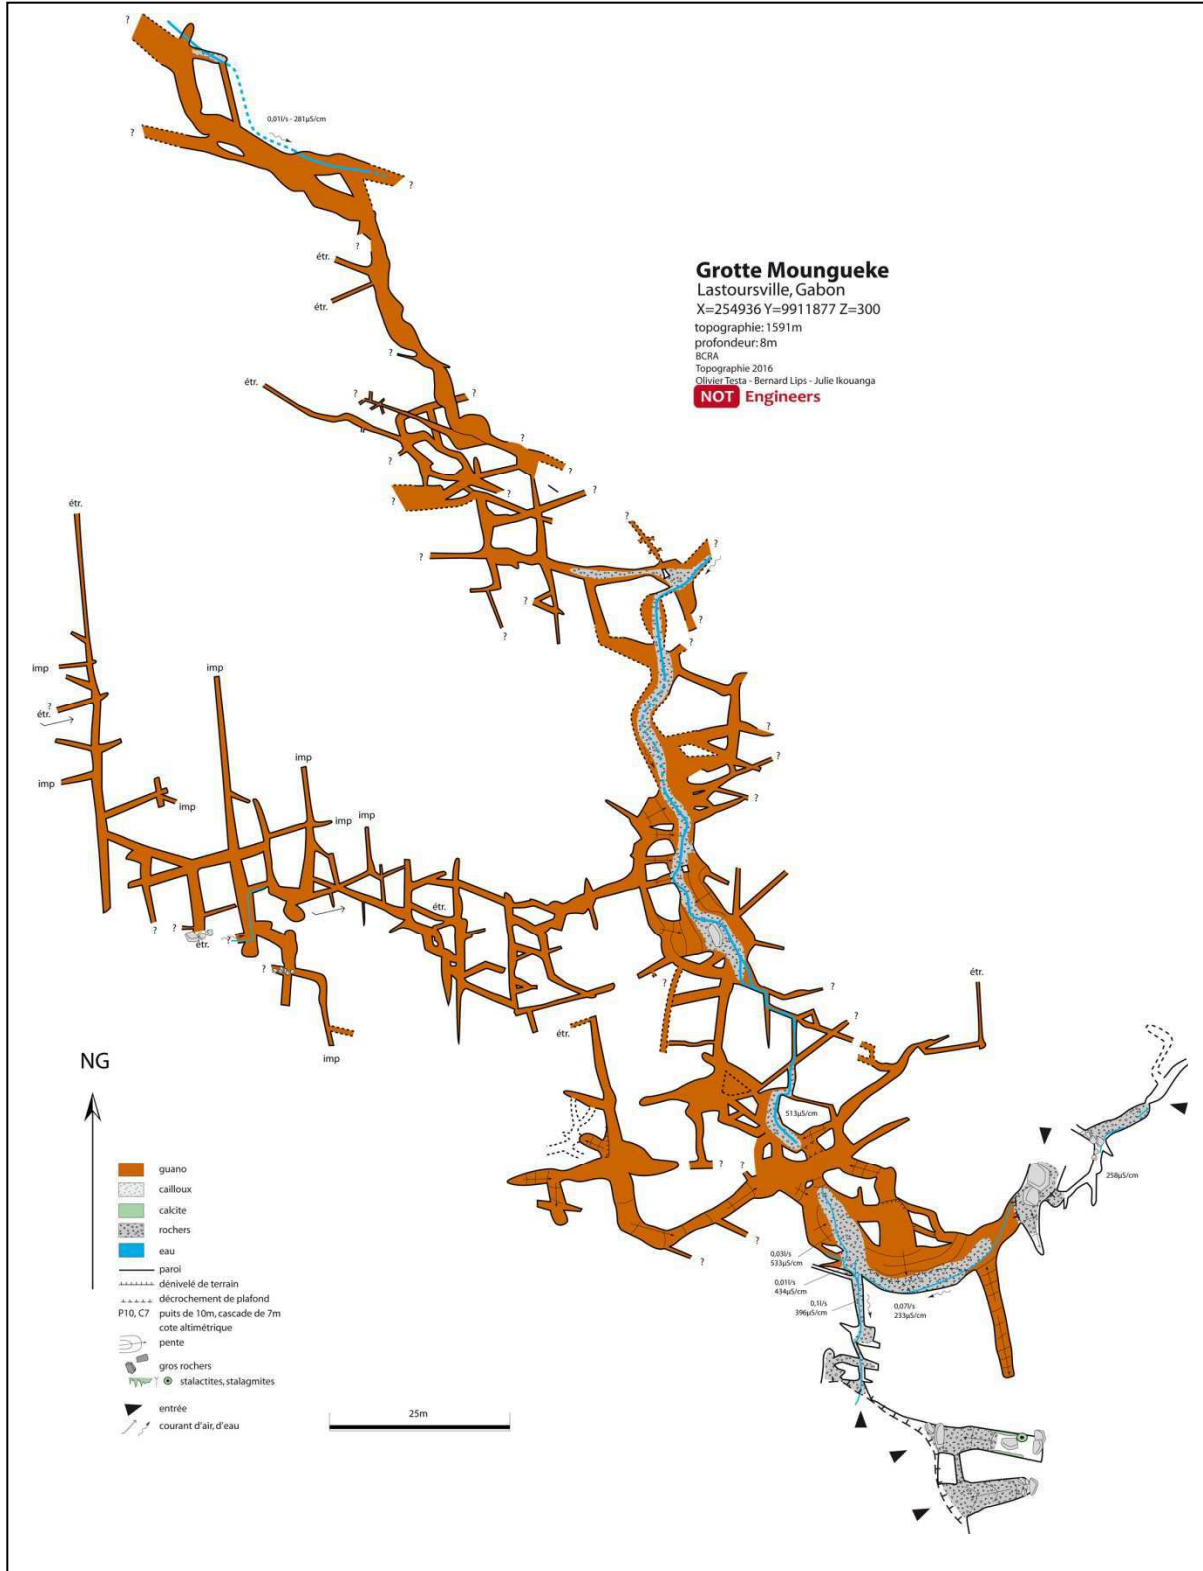 ?
0,01l/s - 281µS/cm
?
?
?
étr.
étr.
?
Grotte Moungueke
Lastoursville, Gabon
X=254936 Y=9911877 Z=300
topographie: 1591m
profondeur: 8m
BCRA
Topographie 2016
Olivier Testa - Bernard Lips - Julie Ikouanga
NOT Engineers
étr.
?
?
?
?
?
?
?
?
étr.
?
?
?
?
?
?
?
imp
imp
?
étr.
?
?
imp
imp
imp
imp
?
étr.
?
?
étr.
?
?
?
?
étr.
imp
étr.
?
NG
513µS/cm
258µS/cm
?
?
?
0,03l/s
533µS/cm
0,01l/s
434µS/cm
0,1l/s
396µS/cm
0,07l/s
233µS/cm
guano
cailloux
calcite
rochers
eau
paroi
dénivelé de terrain
décrochement de plafond
P10, C7 puits de 10m, cascade de 7m
cote altimétrique
pente
gros rochers
stalactites, stalagmites
entrée
courant d'air, d'eau
25m